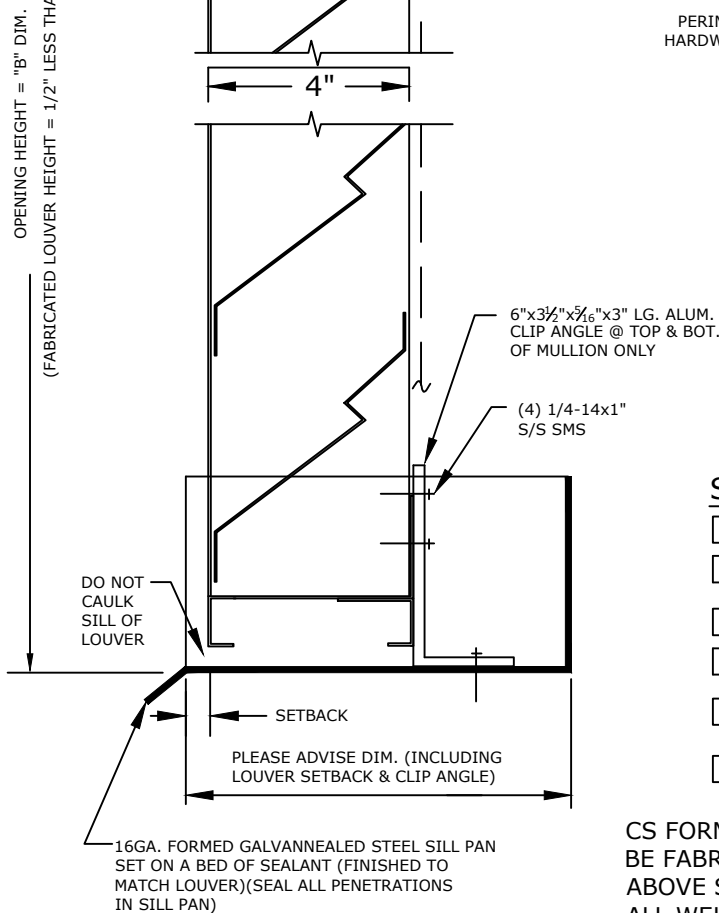 OPENING HEIGHT = "B" DIM.
(FABRICATED LOUVER HEIGHT = 1/2" LESS THA
PERIN
HARDW
4"
6"x3½"x5⁄16"x3" LG. ALUM.
CLIP ANGLE @ TOP & BOT.
OF MULLION ONLY
(4) 1/4-14x1"
S/S SMS
DO NOT
CAULK
SILL OF
LOUVER
SETBACK
PLEASE ADVISE DIM. (INCLUDING
LOUVER SETBACK & CLIP ANGLE)
16GA. FORMED GALVANNEALED STEEL SILL PAN
SET ON A BED OF SEALANT (FINISHED TO
MATCH LOUVER)(SEAL ALL PENETRATIONS
IN SILL PAN)
CS FORM
BE FABR
ABOVE S